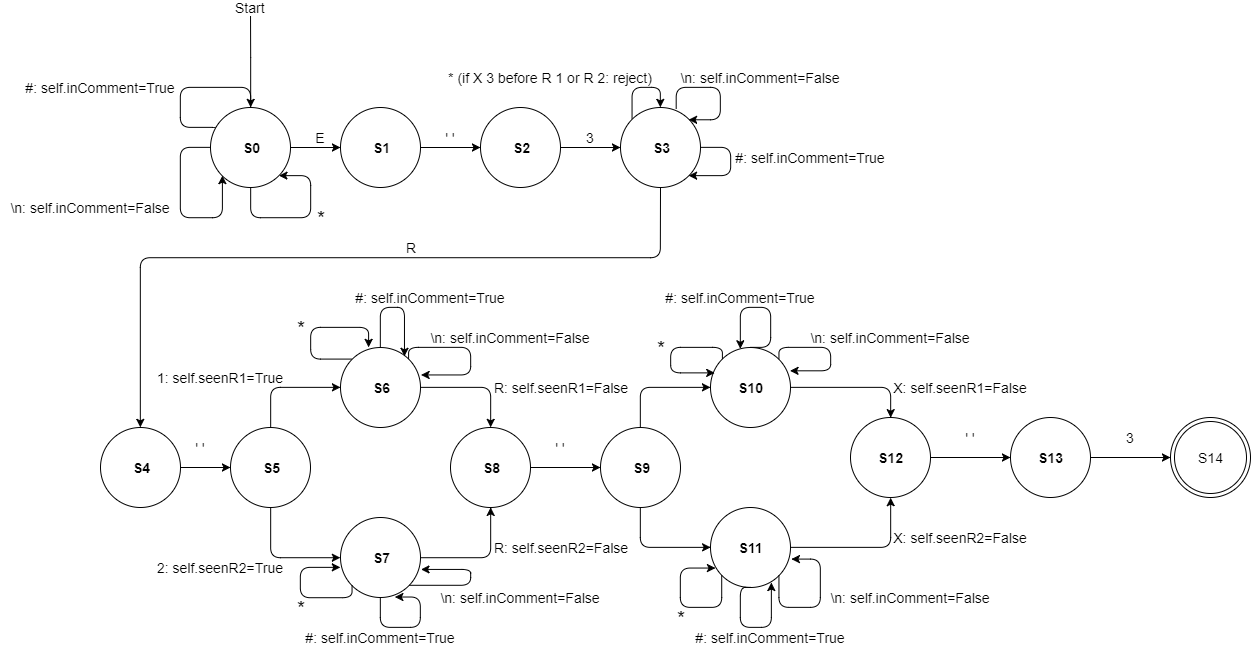 Start
#: self.inComment=True
* (if X 3 before R 1 or R 2: reject)
\n: self.inComment=False
S0
E
S1
' '
S2
3
S3
#: self.inComment=True
\n: self.inComment=False
*
R
#: self.inComment=True
*
\n: self.inComment=False
#: self.inComment=True
*
\n: self.inComment=False
1: self.seenR1=True
S6
R: self.seenR1=False
S10
X: self.seenR1=False
S4
' '
S5
S8
' '
S9
S12
' '
S13
3
S14
2: self.seenR2=True
S7
R: self.seenR2=False
S11
X: self.seenR2=False
*
\n: self.inComment=False
#: self.inComment=True
*
\n: self.inComment=False
#: self.inComment=True